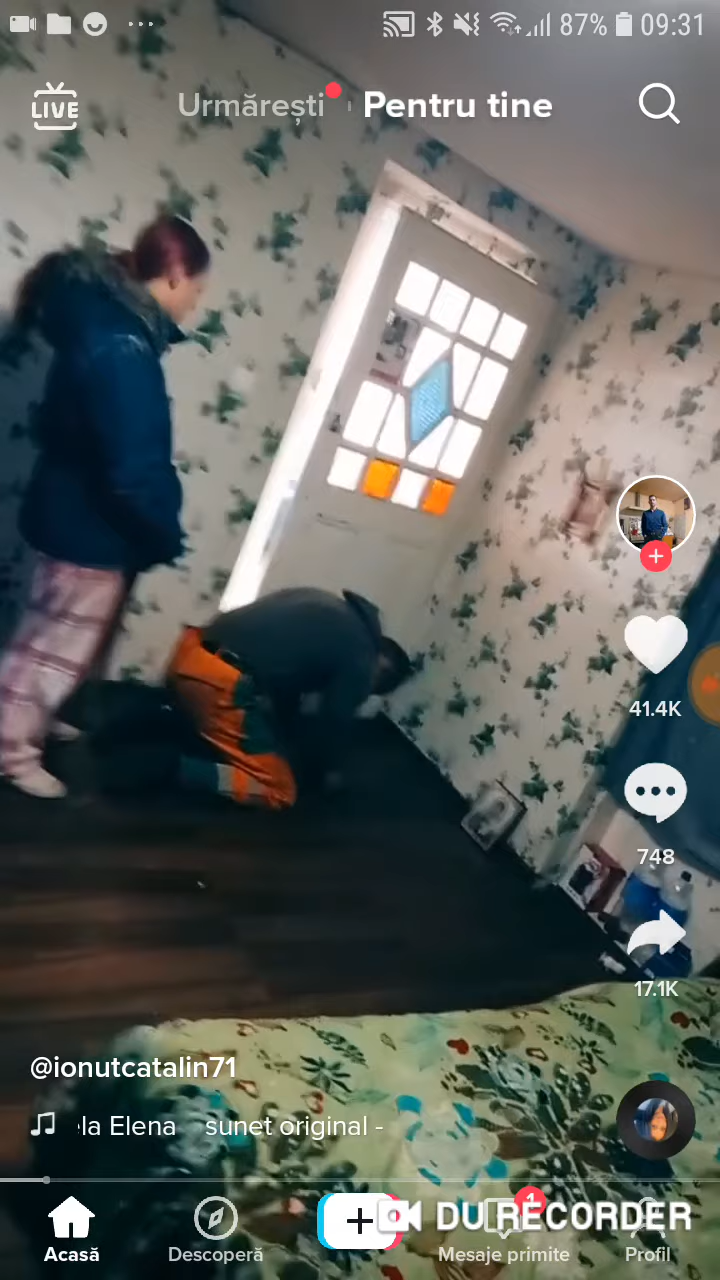 87% 09:31
LIVE Urmărești Pentru tine
41.4K
748
17.1K
@ionutcatalin71
la Elena sunet original -
1
DU RECORDER
Acasă Descoperă Mesaje primite Profil